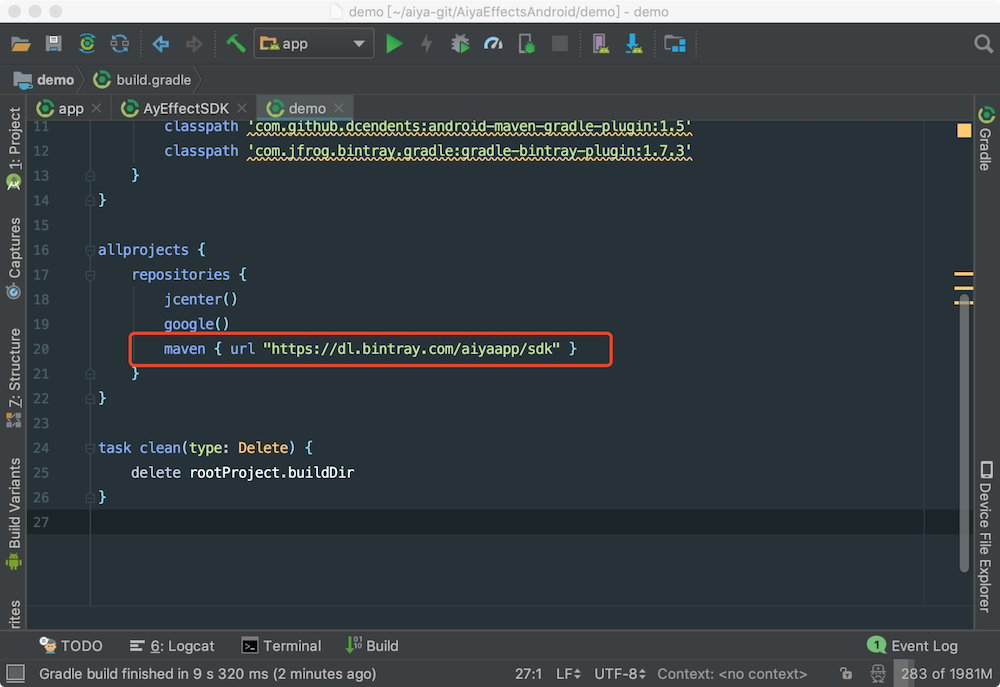 demo [~/aiya-git/AiyaEffectsAndroid/demo] - demo
app
demo
build.gradle
app
AyEffectSDK
demo
1: Project
Captures
Z: Structure
Build Variants
rites
11 classpath 'com.github.dcendents:android-maven-gradle-plugin:1.5'
12 classpath 'com.jfrog.bintray.gradle:gradle-bintray-plugin:1.7.3'
13 }
14 }
15
16 allprojects {
17 repositories {
18 jcenter()
19 google()
20 maven { url "https://dl.bintray.com/aiyaapp/sdk" }
21 }
22 }
23
24 task clean(type: Delete) {
25 delete rootProject.buildDir
26 }
27
Gradle
Device File Explorer
TODO
6: Logcat
Terminal
Build
1 Event Log
Gradle build finished in 9 s 320 ms (2 minutes ago)
27:1
LF
UTF-8
Context: <no context>
283 of 1981M